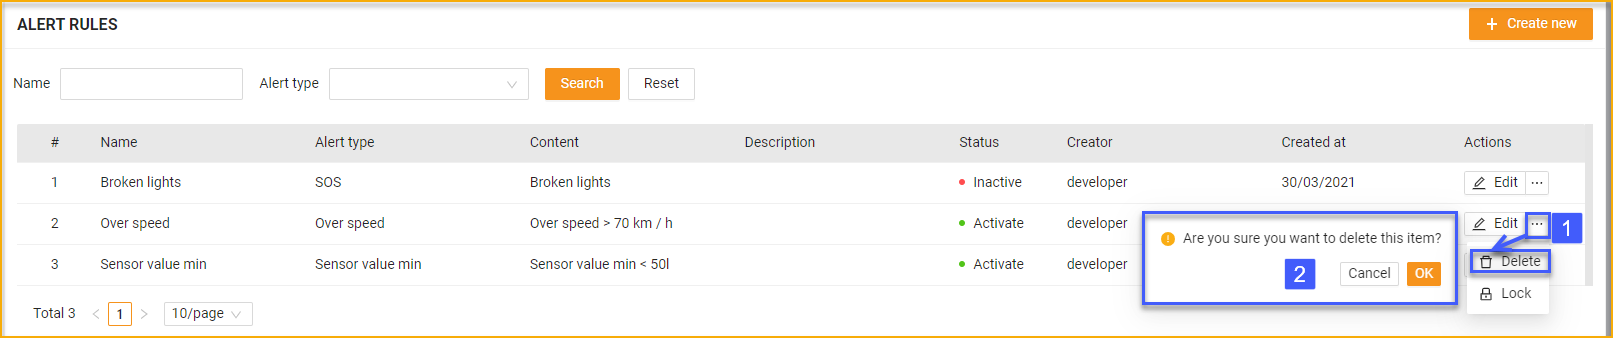 ALERT RULES
+ Create new
Name Alert type Search Reset
# Name Alert type Content Description Status Creator Created at Actions
1 Broken lights SOS Broken lights Inactive developer 30/03/2021 Edit ...
2 Over speed Over speed Over speed > 70 km / h Activate developer Edit ... 1
Are you sure you want to delete this item?
3 Sensor value min Sensor value min Sensor value min < 50l Activate developer Delete
2 Cancel OK
Lock
Total 3 < 1 > 10/page